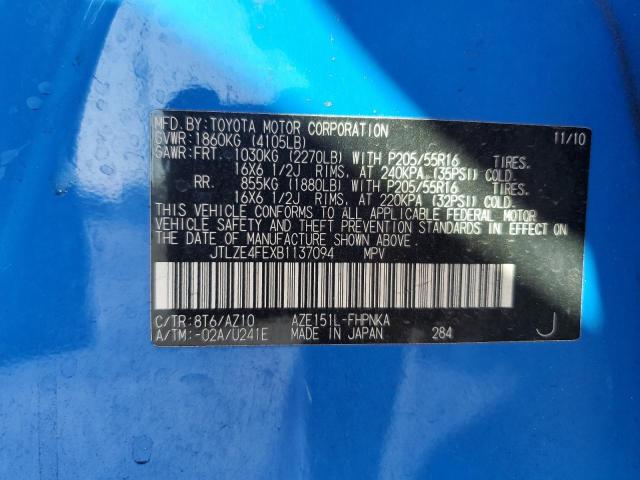 MFD.BY:TOYOTA MOTOR CORPORATION 11/10
GVWR:1860KG (4105LB)
GAWR:FRT. 1030KG (2270LB) WITH P205/55R16 TIRES,
16X6 1/2J RIMS, AT 240KPA (35PSI) COLD.
RR. 855KG (1880LB) WITH P205/55R16 TIRES,
16X6 1/2J RIMS, AT 220KPA (32PSI) COLD.
THIS VEHICLE CONFORMS TO ALL APPLICABLE FEDERAL MOTOR
VEHICLE SAFETY AND THEFT PREVENTION STANDARDS IN EFFECT ON
THE DATE OF MANUFACTURE SHOWN ABOVE.
JTLZE4FEXB1137094 MPV
C/TR:8T6/AZ10 AZE151L-FHPNKA
A/TM:-02A/U241E MADE IN JAPAN 284 J